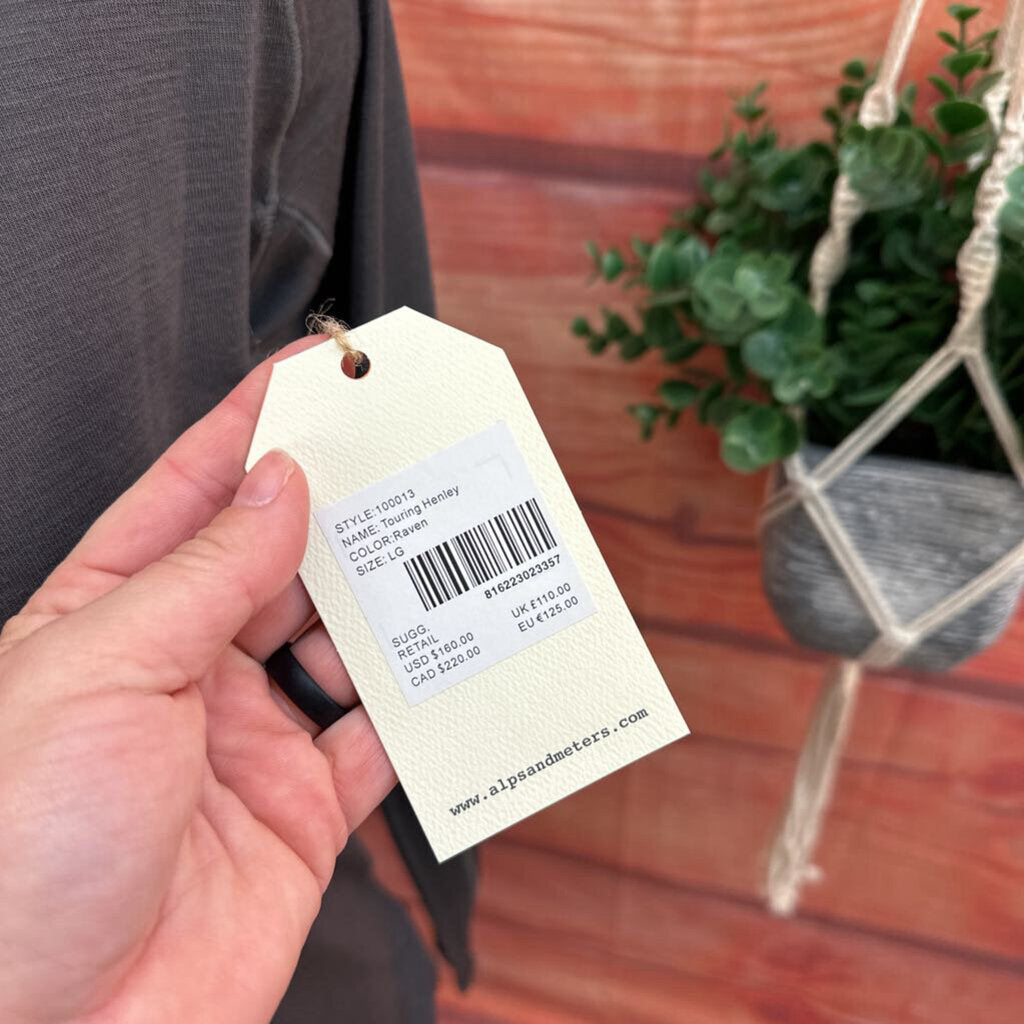 STYLE:100013
NAME: Touring Henley
COLOR:Raven
SIZE: LG
816223023357
SUGG.
RETAIL
USD $160.00
CAD $220.00
UK £110.00
EU €125.00
www.alpsandmeters.com